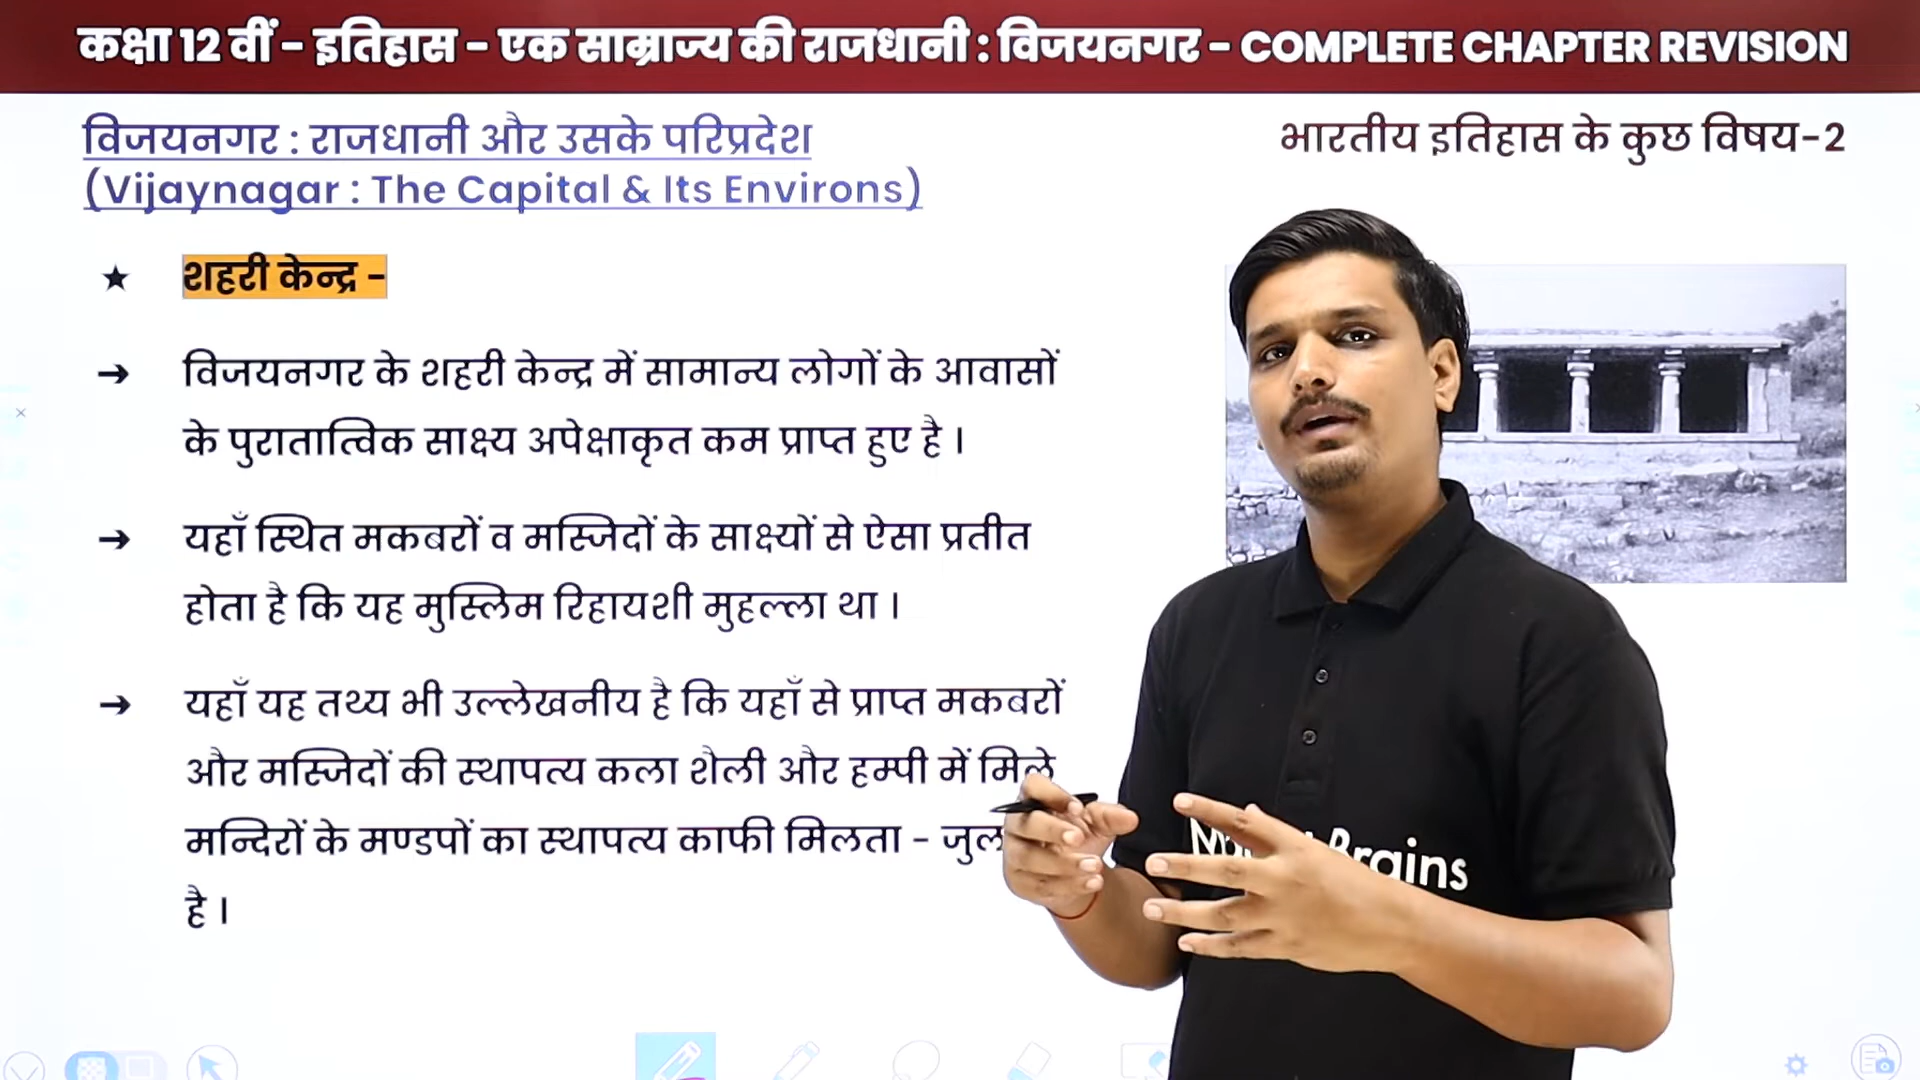 कक्षा 12 वीं - इतिहास - एक साम्राज्य की राजधानी : विजयनगर - COMPLETE CHAPTER REVISION
विजयनगर : राजधानी और उसके परिप्रदेश
(Vijaynagar : The Capital & Its Environs)
भारतीय इतिहास के कुछ विषय-2
★ शहरी केन्द्र -
➔ विजयनगर के शहरी केन्द्र में सामान्य लोगों के आवासों
के पुरातात्विक साक्ष्य अपेक्षाकृत कम प्राप्त हुए है ।
➔ यहाँ स्थित मकबरों व मस्जिदों के साक्ष्यों से ऐसा प्रतीत
होता है कि यह मुस्लिम रिहायशी मुहल्ला था ।
➔ यहाँ यह तथ्य भी उल्लेखनीय है कि यहाँ से प्राप्त मकबरों
और मस्जिदों की स्थापत्य कला शैली और हम्पी में मिले
मन्दिरों के मण्डपों का स्थापत्य काफी मिलता -
है ।
Brains